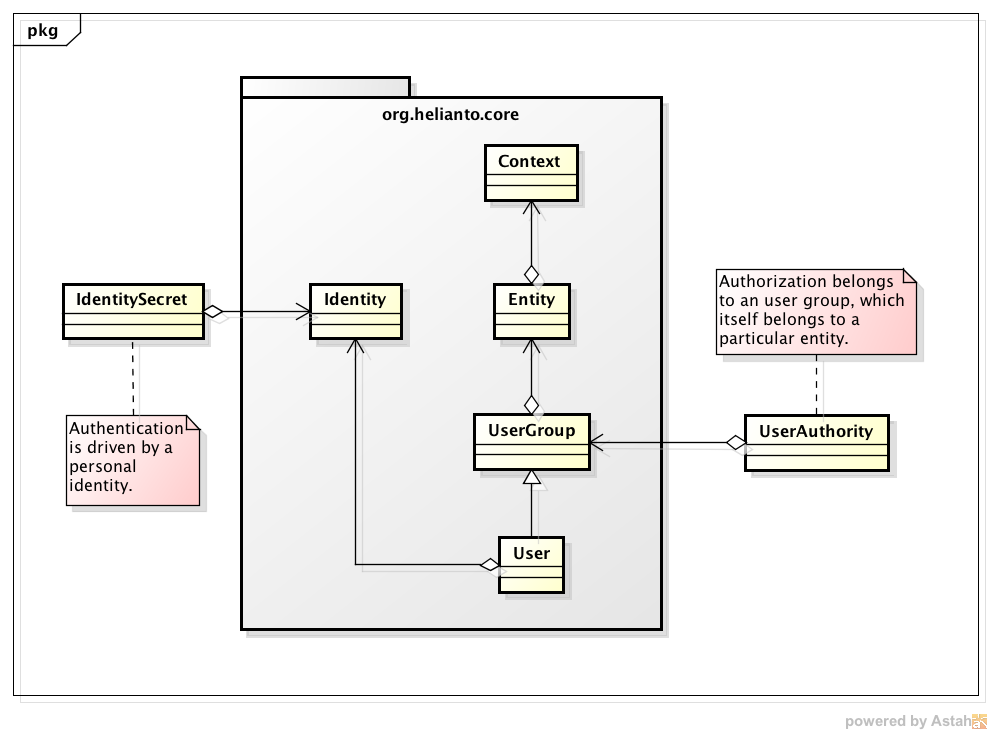 pkg
org.helianto.core
Context
IdentitySecret
Identity
Entity
Authorization belongs
to an user group, which
itself belongs to a
particular entity.
Authentication
is driven by a
personal
identity.
UserGroup
UserAuthority
User
powered by Astah